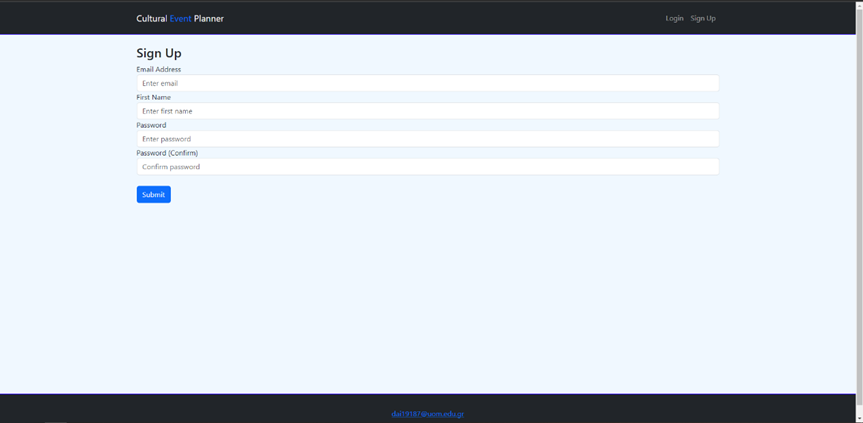 Cultural Event Planner
Login Sign Up
Sign Up
Email Address
Enter email
First Name
Enter first name
Password
Enter password
Password (Confirm)
Confirm password
Submit
dai19187@uom.edu.gr